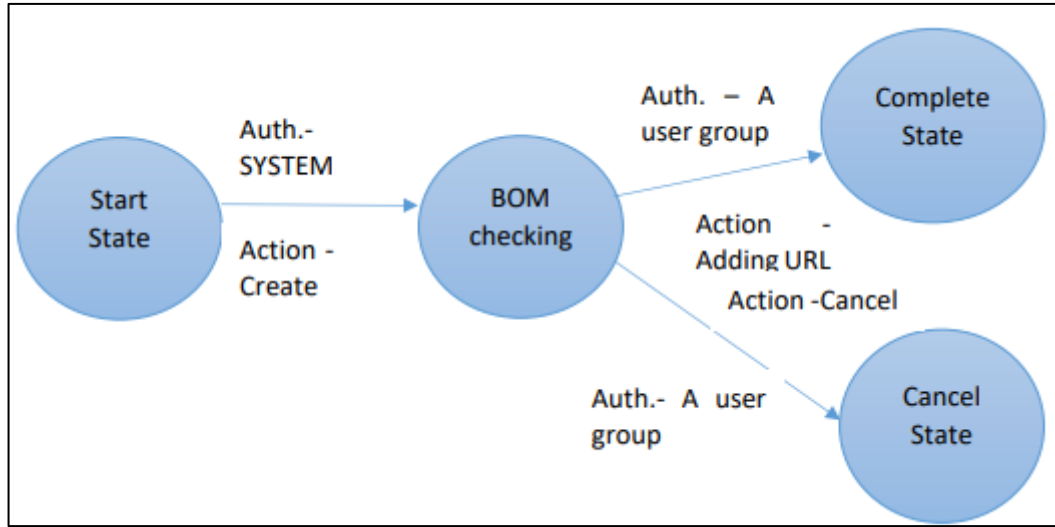 Start
State
Auth.-
SYSTEM
Action -
Create
BOM
checking
Auth. – A
user group
Action -
Adding URL
Complete
State
Action -Cancel
Auth.- A user
group
Cancel
State